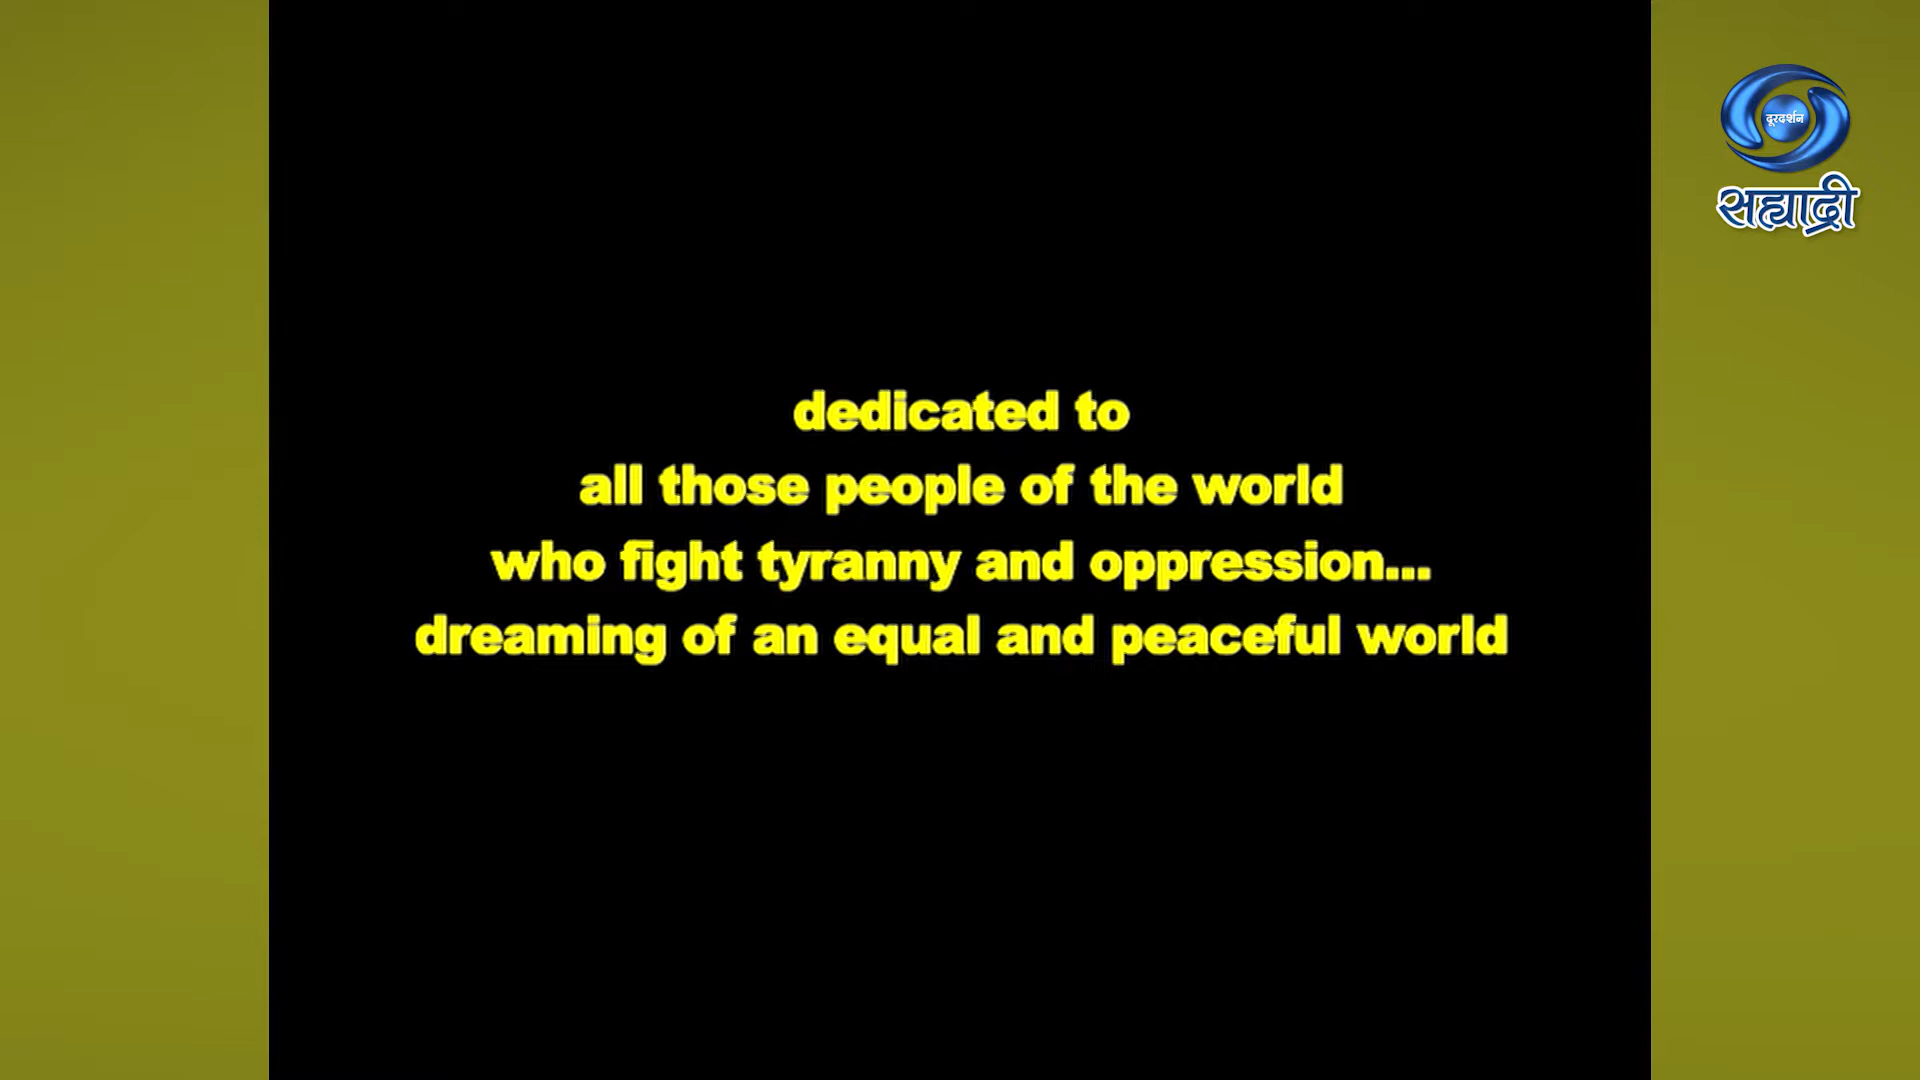 दूरदर्शन
सह्याद्री
dedicated to
all those people of the world
who fight tyranny and oppression...
dreaming of an equal and peaceful world